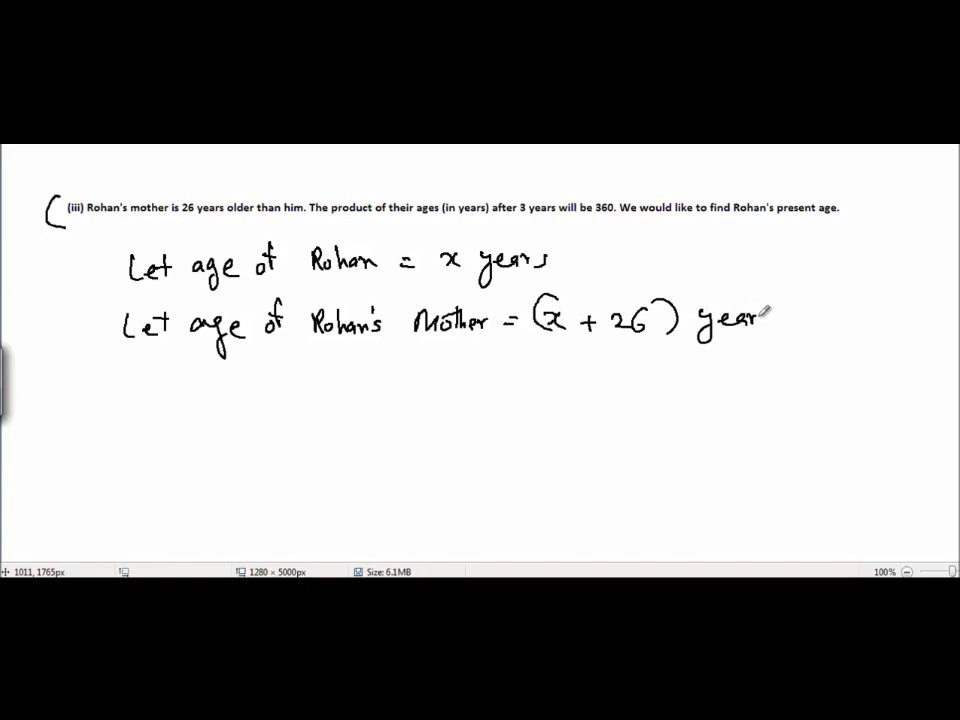 (iii) Rohan's mother is 26 years older than him. The product of their ages (in years) after 3 years will be 360. We would like to find Rohan's present age.
Let age of Rohan = x years
Let age of Rohan's Mother = (x + 26) year
1011, 1765px 1280 × 5000px Size: 6.1MB 100%